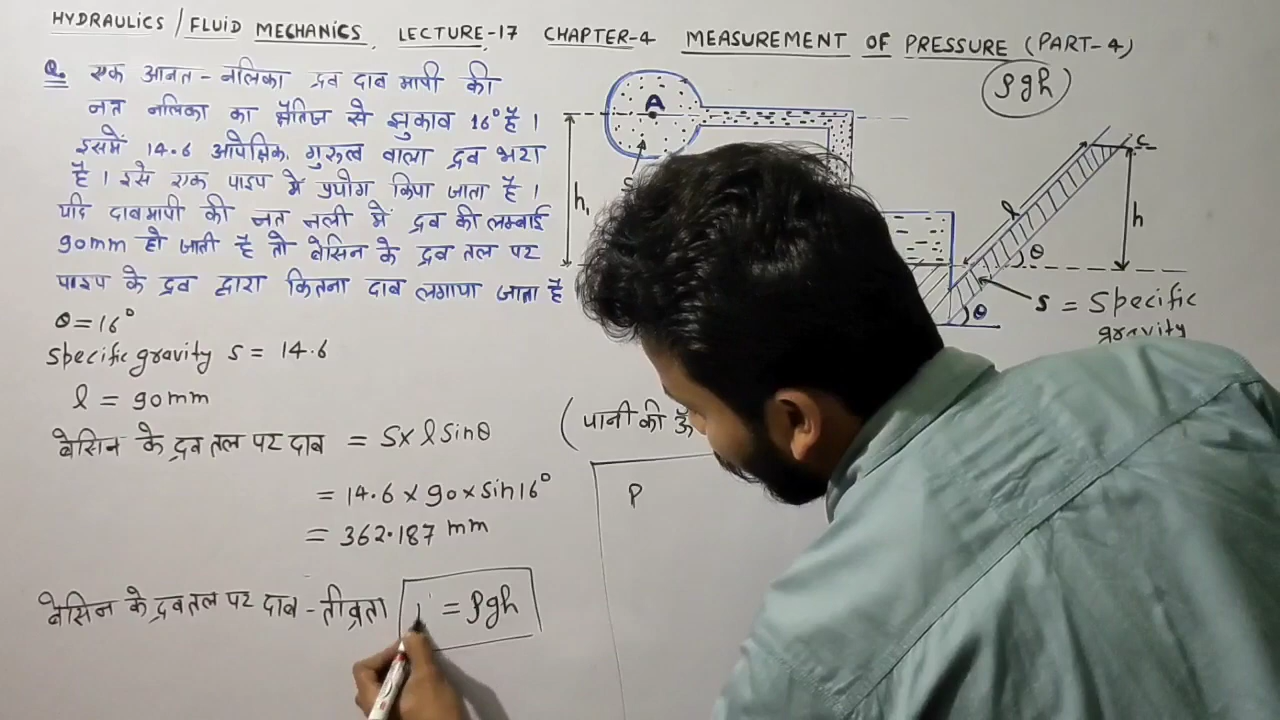 HYDRAULICS / FLUID MECHANICS, LECTURE-17 CHAPTER-4 MEASUREMENT OF PRESSURE (PART-4)
Q. एक आनत-नलिका द्रव दाब मापी की
नत नलिका का क्षैतिज से झुकाव 16° है ।
इसमें 14.6 आपेक्षिक गुरुत्व वाला द्रव भरा
है । इसे एक पाइप में प्रयोग किया जाता है ।
यदि दाबमापी की नत नली में द्रव की लम्बाई
90mm हो जाती है तो बेसिन के द्रव तल पर
पाइप के द्रव द्वारा कितना दाब लगाया जाता है
θ = 16°
Specific gravity S = 14.6
l = 90mm
बेसिन के द्रव तल पर दाब = S x l sinθ
= 14.6 x 90 x sin16°
= 362.187 mm
बेसिन के द्रव तल पर दाब - तीव्रता
= ρgh
ρgh
A
h₁
l
θ
C
h
θ
S = Specific
gravity
(पानी की
P